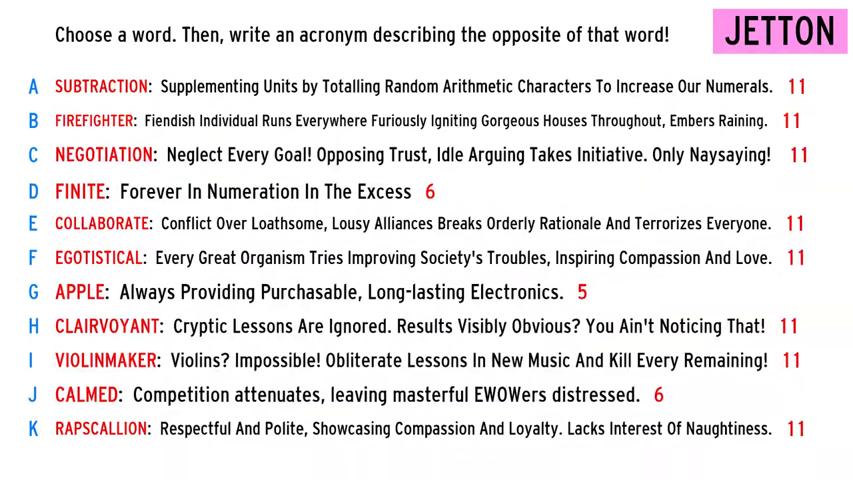 Choose a word. Then, write an acronym describing the opposite of that word!
JETTON
A SUBTRACTION: Supplementing Units by Totalling Random Arithmetic Characters To Increase Our Numerals. 11
B FIREFIGHTER: Fiendish Individual Runs Everywhere Furiously Igniting Gorgeous Houses Throughout, Embers Raining. 11
C NEGOTIATION: Neglect Every Goal! Opposing Trust, Idle Arguing Takes Initiative. Only Naysaying! 11
D FINITE: Forever In Numeration In The Excess 6
E COLLABORATE: Conflict Over Loathsome, Lousy Alliances Breaks Orderly Rationale And Terrorizes Everyone. 11
F EGOTISTICAL: Every Great Organism Tries Improving Society's Troubles, Inspiring Compassion And Love. 11
G APPLE: Always Providing Purchasable, Long-lasting Electronics. 5
H CLAIRVOYANT: Cryptic Lessons Are Ignored. Results Visibly Obvious? You Ain't Noticing That! 11
I VIOLINMAKER: Violins? Impossible! Obliterate Lessons In New Music And Kill Every Remaining! 11
J CALMED: Competition attenuates, leaving masterful EWOWers distressed. 6
K RAPSCALLION: Respectful And Polite, Showcasing Compassion And Loyalty. Lacks Interest Of Naughtiness. 11